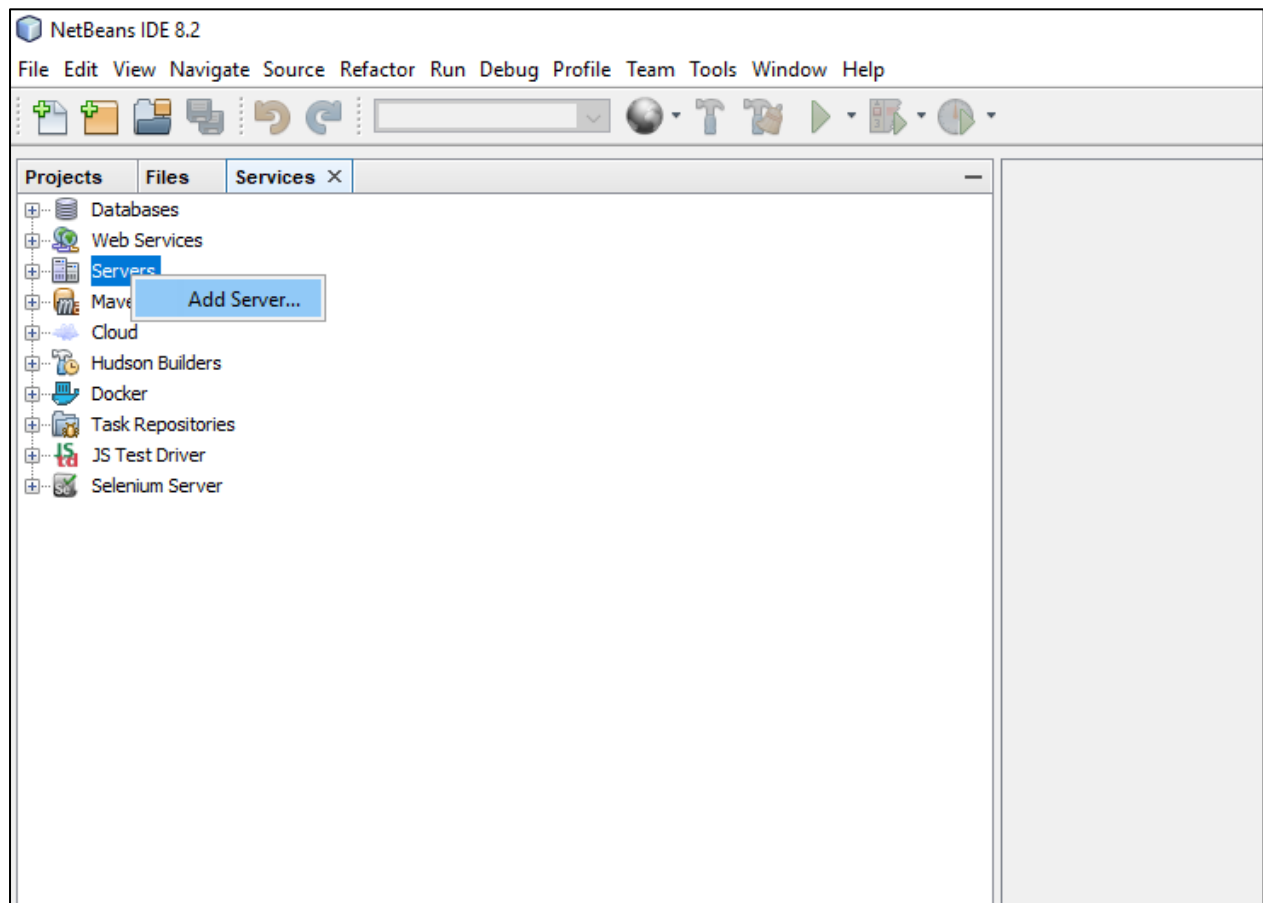 NetBeans IDE 8.2
File Edit View Navigate Source Refactor Run Debug Profile Team Tools Window Help
Projects Files Services
Databases
Web Services
Servers
Add Server...
Cloud
Hudson Builders
Docker
Task Repositories
JS Test Driver
Selenium Server